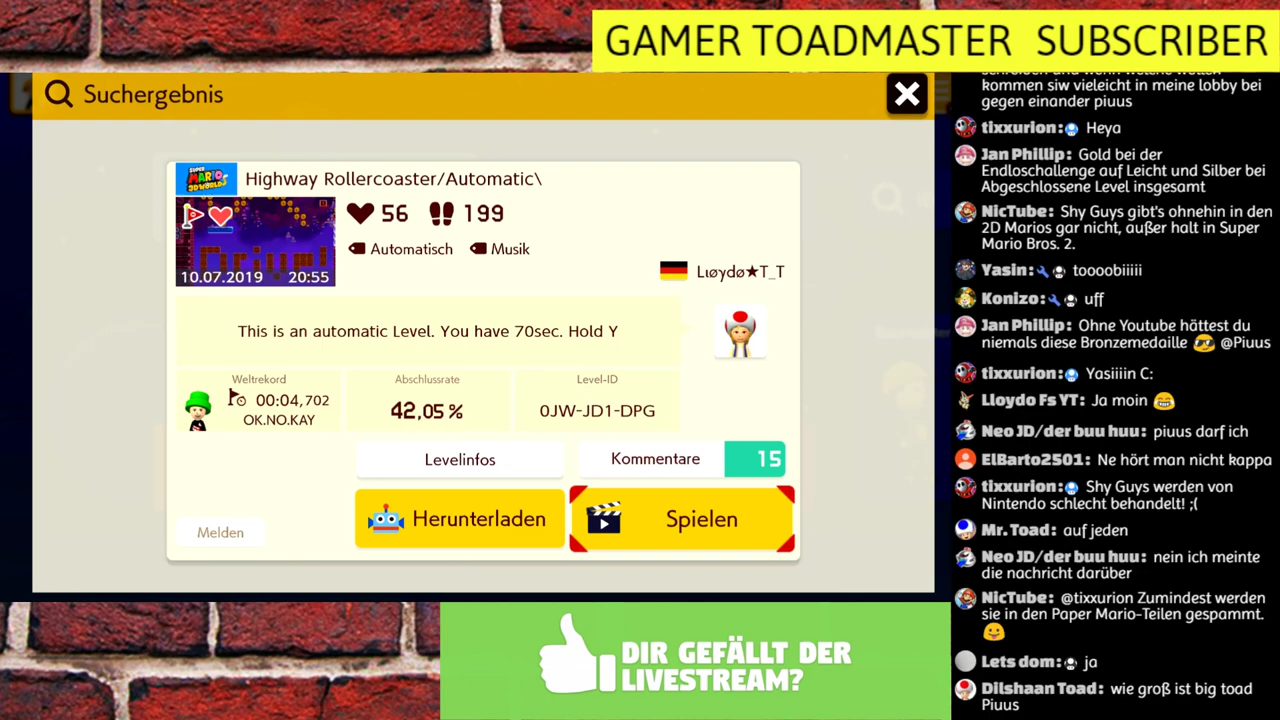 GAMER TOADMASTER SUBSCRIBER
Suchergebnis
SUPER
MARIO
3D WORLD
Highway Rollercoaster/Automatic\
56 199
Automatisch Musik
10.07.2019 20:55
Lıøydø★T_T
This is an automatic Level. You have 70sec. Hold Y
Weltrekord
00:04,702
OK.NO.KAY
Abschlussrate
42,05 %
Level-ID
0JW-JD1-DPG
Levelinfos
Kommentare 15
Melden
Herunterladen
Spielen
DIR GEFÄLLT DER
LIVESTREAM?
kommen siw vieleicht in meine lobby bei
gegen einander piuus
tixxurion: Heya
Jan Phillip: Gold bei der
Endloschallenge auf Leicht und Silber bei
Abgeschlossene Level insgesamt
NicTube: Shy Guys gibt's ohnehin in den
2D Marios gar nicht, außer halt in Super
Mario Bros. 2.
Yasin: toooobiiiii
Konizo: uff
Jan Phillip: Ohne Youtube hättest du
niemals diese Bronzemedaille 😎 @Piuus
tixxurion: Yasiiiin C:
Lloydo Fs YT: Ja moin 😂
Neo JD/der buu huu: piuus darf ich
ElBarto2501: Ne hört man nicht kappa
tixxurion: Shy Guys werden von
Nintendo schlecht behandelt! ;(
Mr. Toad: auf jeden
Neo JD/der buu huu: nein ich meinte
die nachricht darüber
NicTube: @tixxurion Zumindest werden
sie in den Paper Mario-Teilen gespammt.
😛
Lets dom: ja
Dilshaan Toad: wie groß ist big toad
Piuus